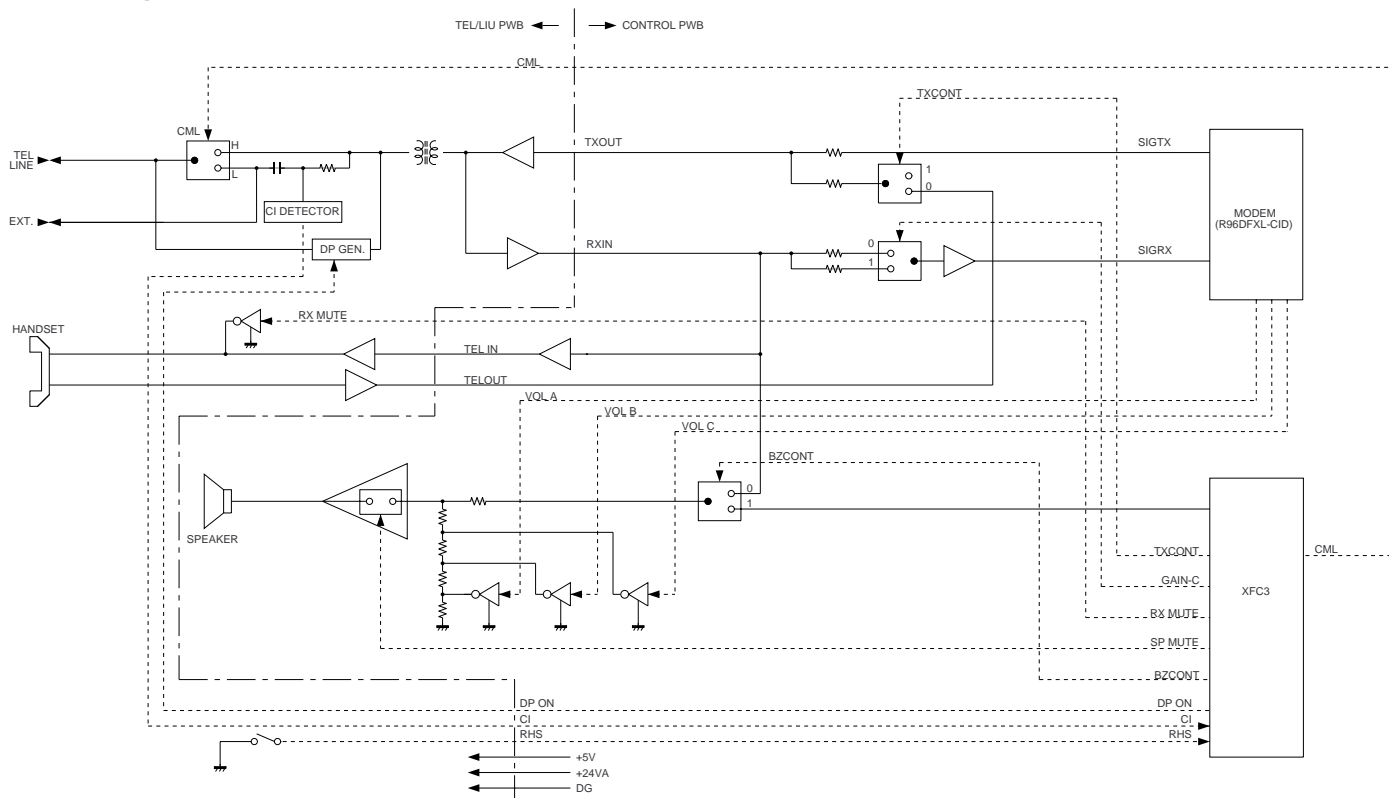 TEL/LIU PWB
CONTROL PWB
CML
TXCONT
CML
H
L
TEL
LINE
TXOUT
SIGTX
1
0
MODEM
(R96DFXL-CID)
CI DETECTOR
EXT.
DP GEN.
RXIN
0
1
SIGRX
RX MUTE
HANDSET
TEL IN
TELOUT
VOL A
VOL B
VOL C
BZCONT
0
1
SPEAKER
TXCONT
CML
GAIN-C
XFC3
RX MUTE
SP MUTE
BZCONT
DP ON
DP ON
CI
CI
RHS
RHS
+5V
+24VA
DG